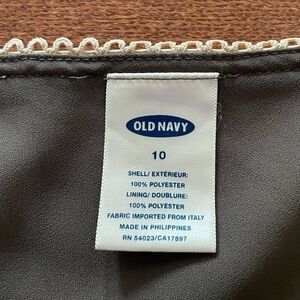 OLD NAVY
10
SHELL/ EXTÉRIEUR:
100% POLYESTER
LINING/ DOUBLURE:
100% POLYESTER
FABRIC IMPORTED FROM ITALY
MADE IN PHILIPPINES
RN 54023/CA17897